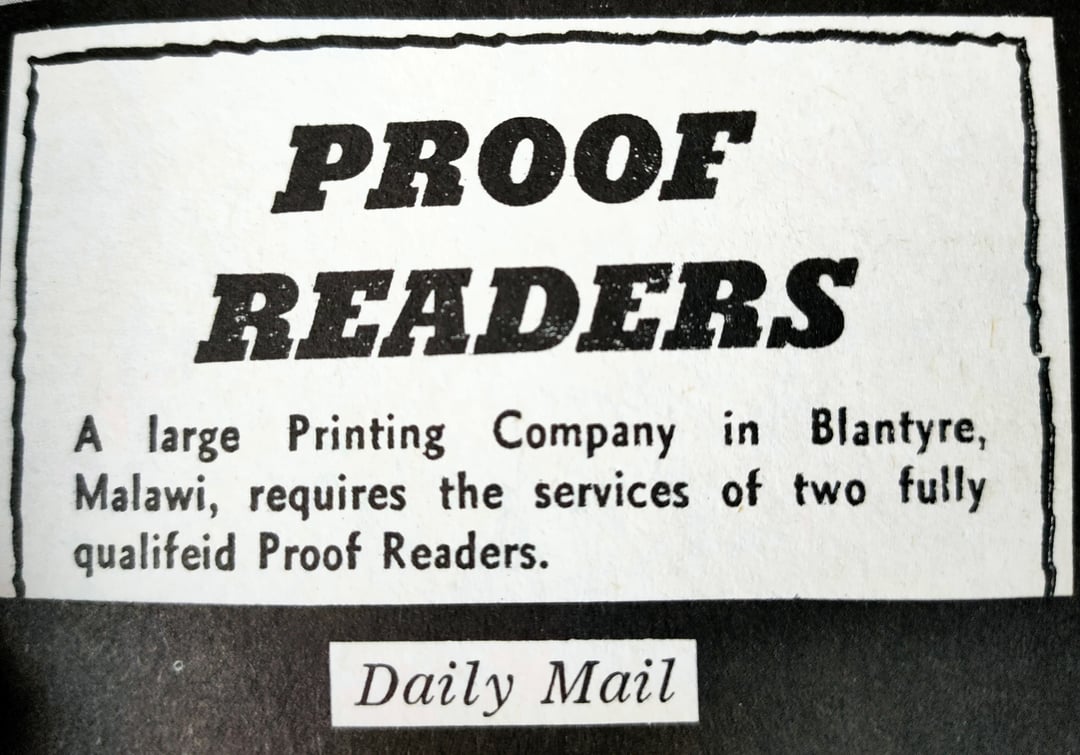 PROOF
READERS
A large Printing Company in Blantyre,
Malawi, requires the services of two fully
qualifeid Proof Readers.
Daily Mail